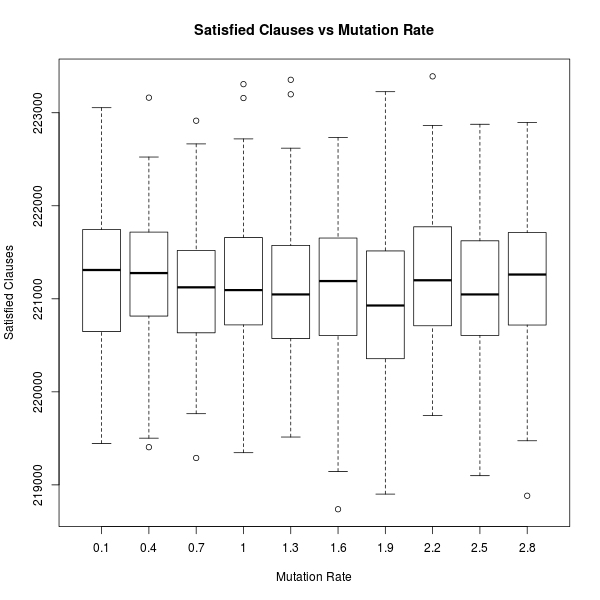 Satisfied Clauses vs Mutation Rate
Satisfied Clauses
223000
222000
221000
220000
219000
0.1 0.4 0.7 1 1.3 1.6 1.9 2.2 2.5 2.8
Mutation Rate